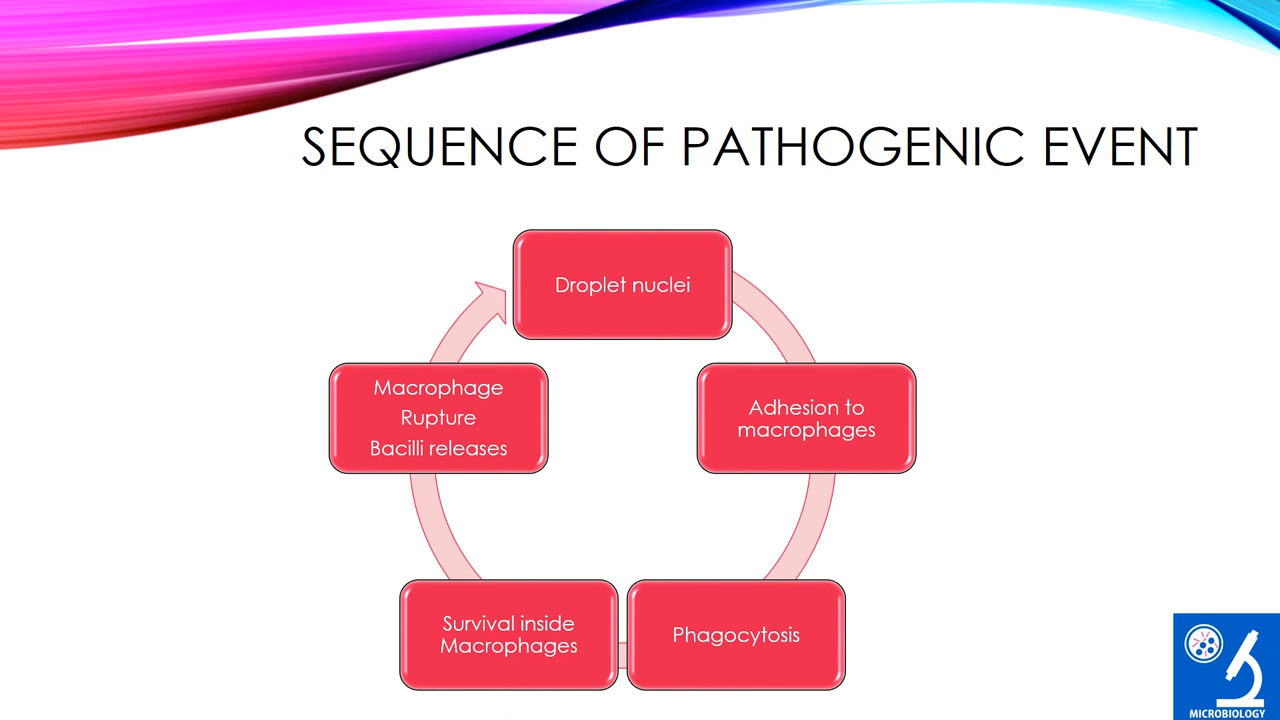 SEQUENCE OF PATHOGENIC EVENT
Droplet nuclei
Adhesion to
macrophages
Phagocytosis
Survival inside
Macrophages
Macrophage
Rupture
Bacilli releases
MICROBIOLOGY